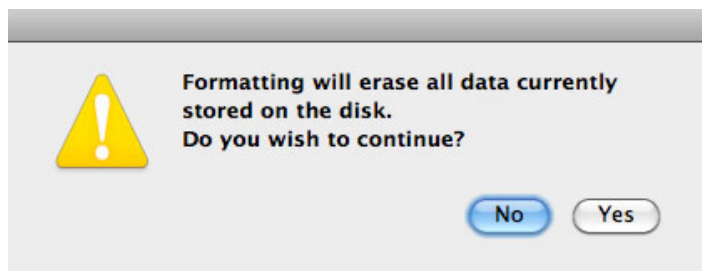 Formatting will erase all data currently
stored on the disk.
Do you wish to continue?
No Yes